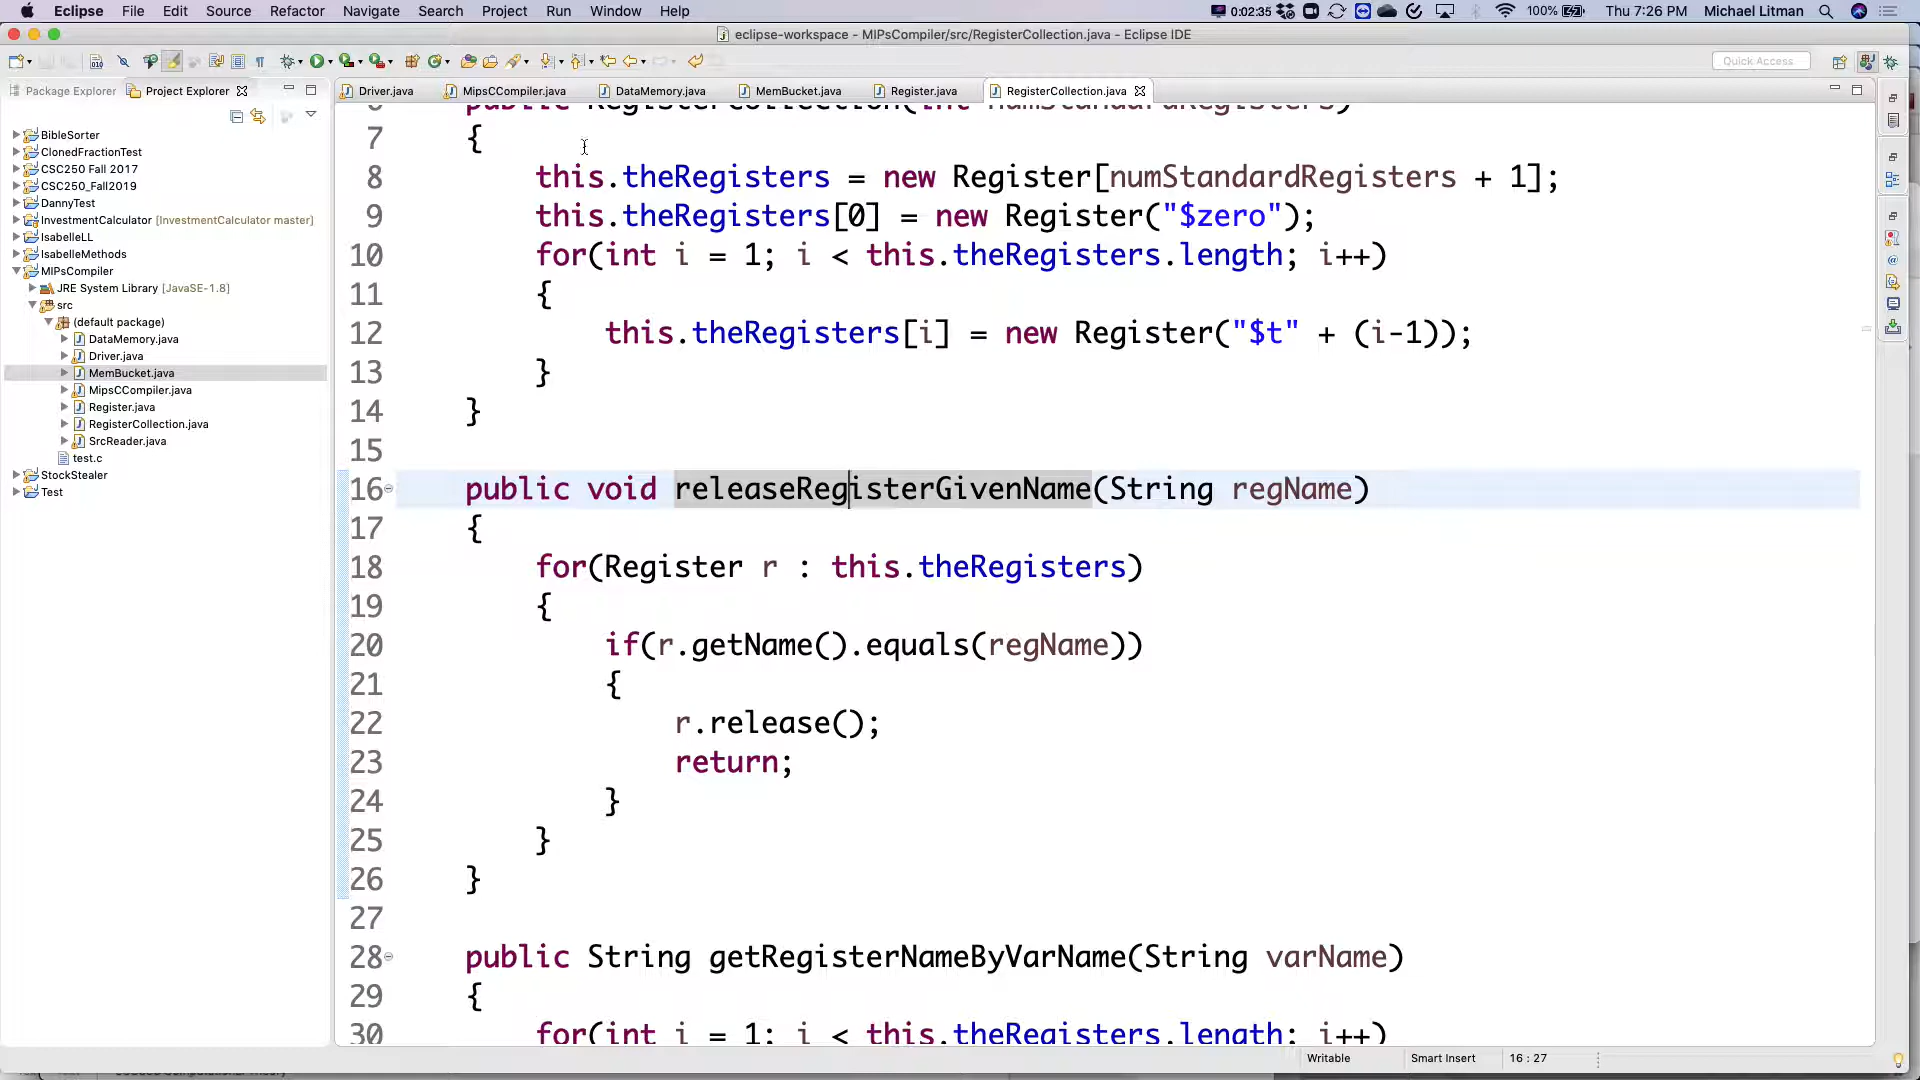 Eclipse File Edit Source Refactor Navigate Search Project Run Window Help 0:02:35 100% Thu 7:26 PM Michael Litman
eclipse-workspace - MIPsCompiler/src/RegisterCollection.java - Eclipse IDE
Quick Access
Package Explorer Project Explorer
Driver.java MipsCCompiler.java DataMemory.java MemBucket.java Register.java RegisterCollection.java
BibleSorter
ClonedFractionTest
CSC250 Fall 2017
CSC250_Fall2019
DannyTest
InvestmentCalculator [InvestmentCalculator master]
IsabelleLL
IsabelleMethods
MIPsCompiler
JRE System Library [JavaSE-1.8]
src
(default package)
DataMemory.java
Driver.java
MemBucket.java
MipsCCompiler.java
Register.java
RegisterCollection.java
SrcReader.java
test.c
StockStealer
Test
6 public RegisterCollection(int numStandardRegisters)
7 {
8 this.theRegisters = new Register[numStandardRegisters + 1];
9 this.theRegisters[0] = new Register("$zero");
10 for(int i = 1; i < this.theRegisters.length; i++)
11 {
12 this.theRegisters[i] = new Register("$t" + (i-1));
13 }
14 }
15
16 public void releaseRegisterGivenName(String regName)
17 {
18 for(Register r : this.theRegisters)
19 {
20 if(r.getName().equals(regName))
21 {
22 r.release();
23 return;
24 }
25 }
26 }
27
28 public String getRegisterNameByVarName(String varName)
29 {
30 for(int i = 1; i < this.theRegisters.length; i++)
Writable Smart Insert 16 : 27